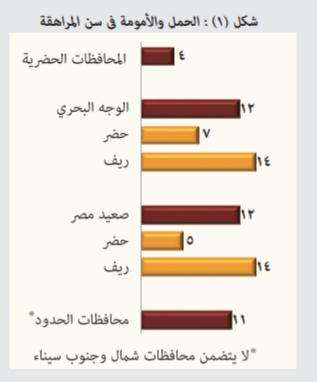 شكل (١) : الحمل والأمومة فى سن المراهقة
المحافظات الحضرية ٤
الوجه البحري ١٢
حضر ٧
ريف ١٤
صعيد مصر ١٢
حضر ٥
ريف ١٤
محافظات الحدود* ١١
*لا يتضمن محافظات شمال وجنوب سيناء